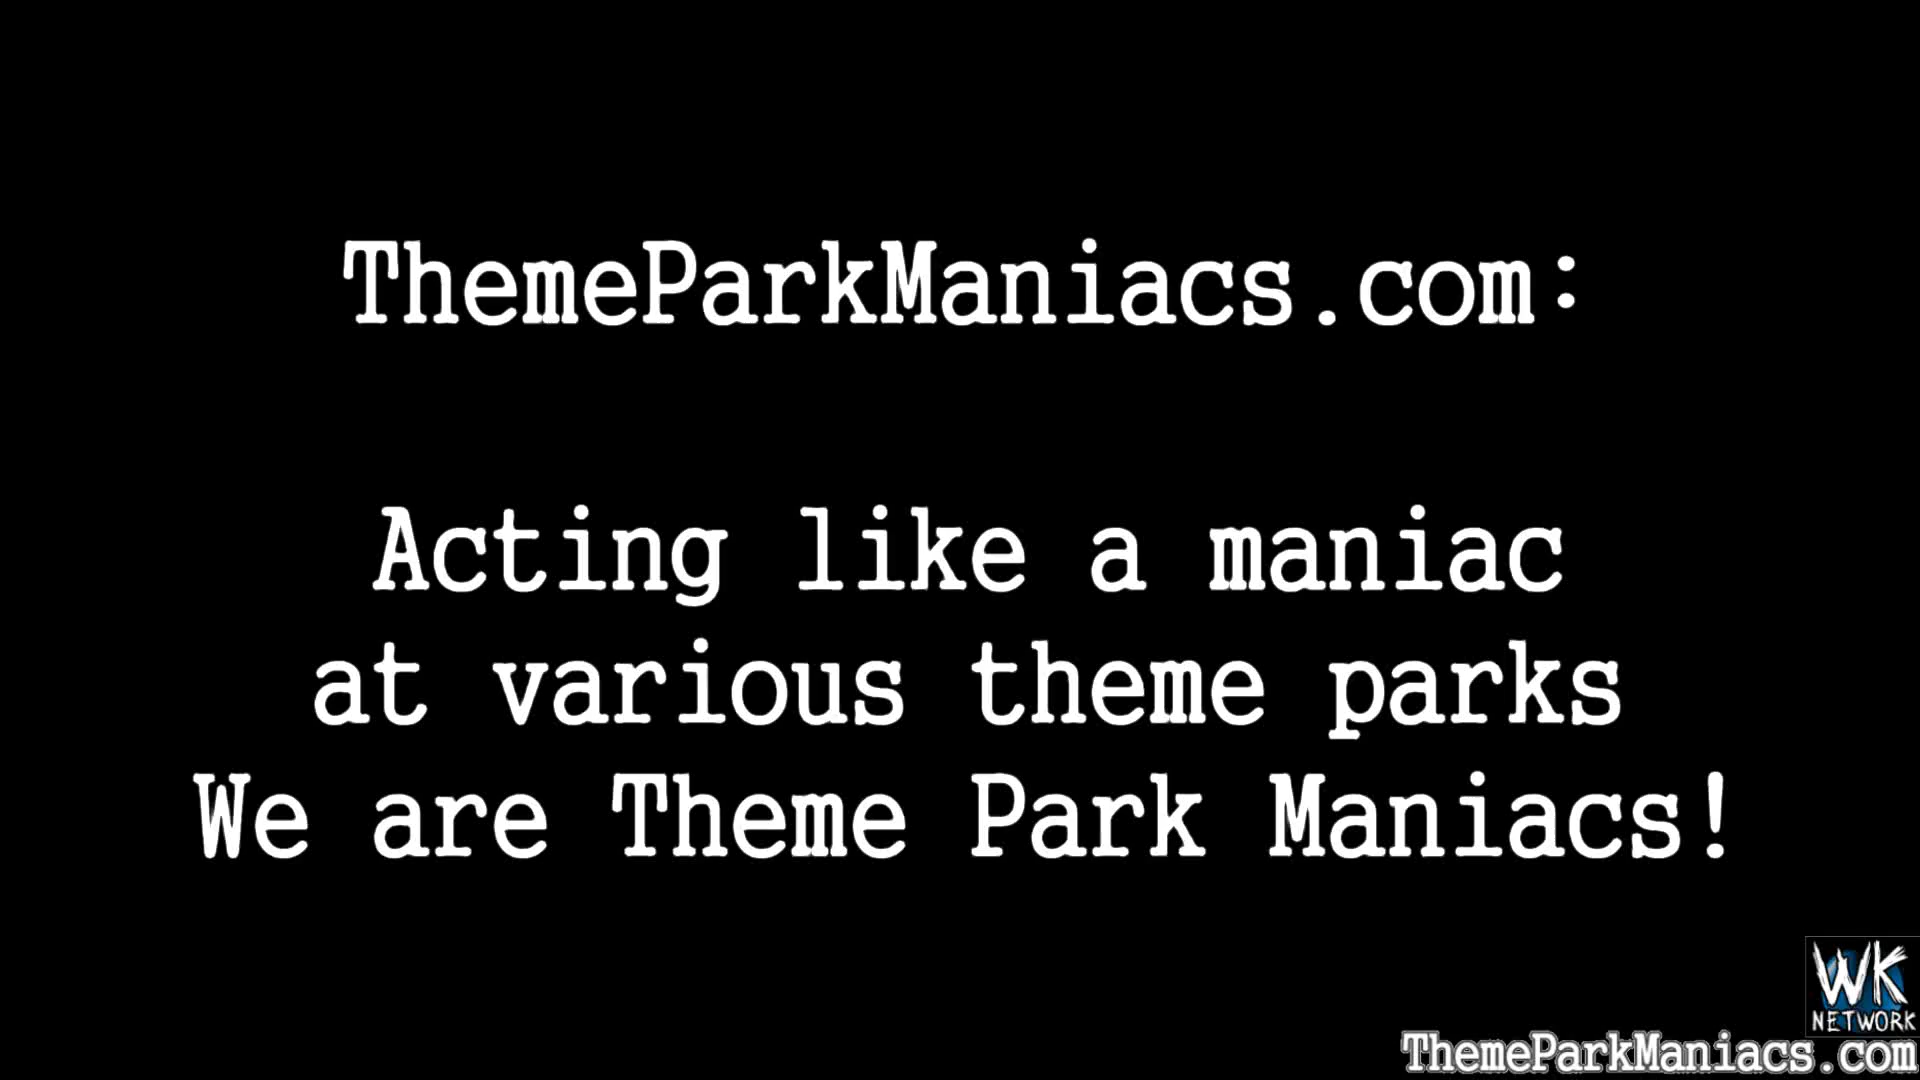 ThemeParkManiacs.com:
Acting like a maniac
at various theme parks
We are Theme Park Maniacs!
WK
NETWORK
ThemeParkManiacs.com